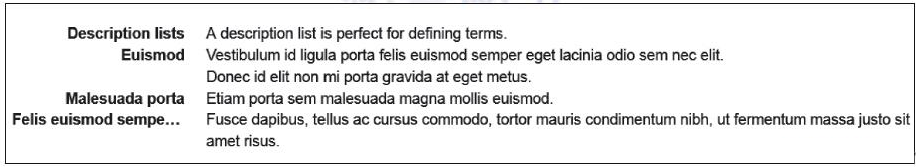 Description lists A description list is perfect for defining terms.
Euismod Vestibulum id ligula porta felis euismod semper eget lacinia odio sem nec elit.
Donec id elit non mi porta gravida at eget metus.
Malesuada porta Etiam porta sem malesuada magna mollis euismod.
Felis euismod sempe... Fusce dapibus, tellus ac cursus commodo, tortor mauris condimentum nibh, ut fermentum massa justo sit
amet risus.